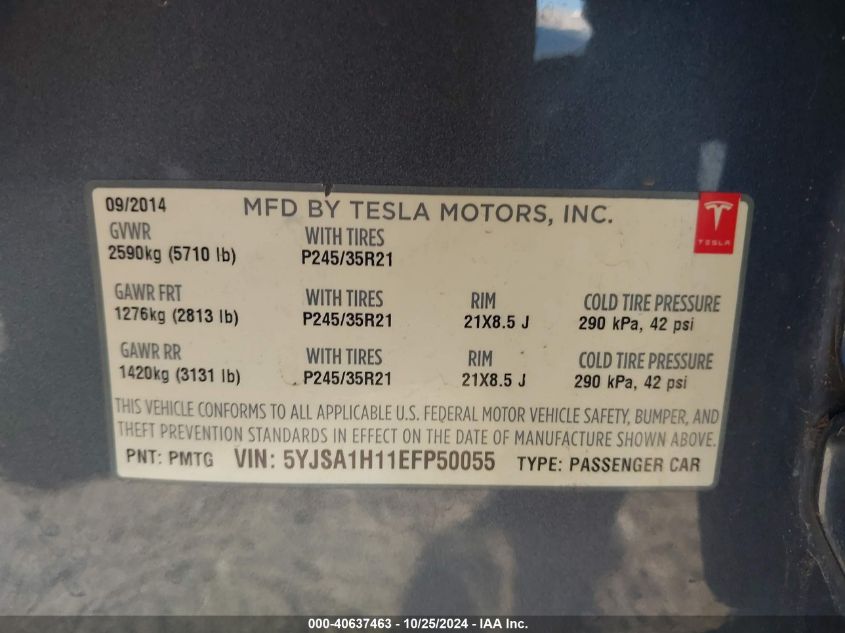 09/2014 MFD BY TESLA MOTORS, INC.
TESLA
GVWR WITH TIRES
2590kg (5710 lb) P245/35R21
GAWR FRT WITH TIRES RIM COLD TIRE PRESSURE
1276kg (2813 lb) P245/35R21 21X8.5 J 290 kPa, 42 psi
GAWR RR WITH TIRES RIM COLD TIRE PRESSURE
1420kg (3131 lb) P245/35R21 21X8.5 J 290 kPa, 42 psi
THIS VEHICLE CONFORMS TO ALL APPLICABLE U.S. FEDERAL MOTOR VEHICLE SAFETY, BUMPER, AND
THEFT PREVENTION STANDARDS IN EFFECT ON THE DATE OF MANUFACTURE SHOWN ABOVE.
PNT: PMTG VIN: 5YJSA1H11EFP50055 TYPE: PASSENGER CAR
000-40637463 - 10/25/2024 - IAA Inc.